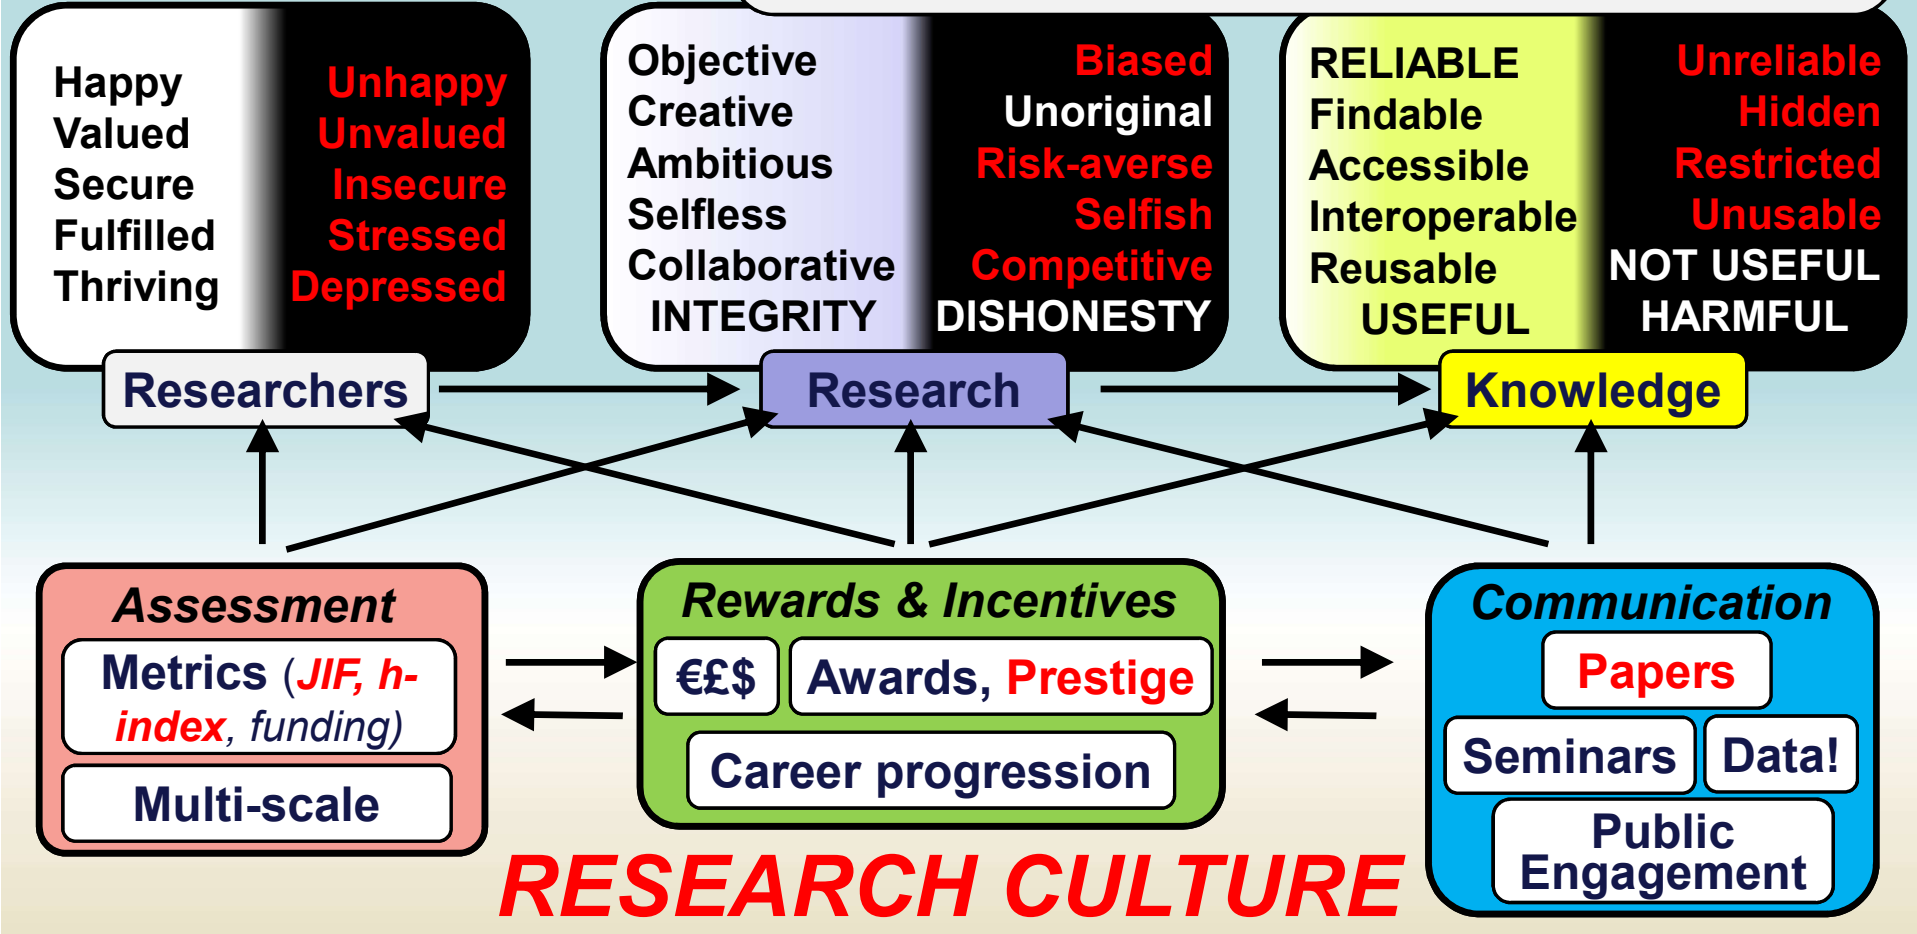 Happy
Valued
Secure
Fulfilled
Thriving
Unhappy
Unvalued
Insecure
Stressed
Depressed
Researchers
Objective
Creative
Ambitious
Selfless
Collaborative
INTEGRITY
Biased
Unoriginal
Risk-averse
Selfish
Competitive
DISHONESTY
Research
RELIABLE
Findable
Accessible
Interoperable
Reusable
USEFUL
Unreliable
Hidden
Restricted
Unusable
NOT USEFUL
HARMFUL
Knowledge
Assessment
Metrics (JIF, h-
index, funding)
Multi-scale
Rewards & Incentives
€£$
Awards, Prestige
Career progression
Communication
Papers
Seminars
Data!
Public
Engagement
RESEARCH CULTURE